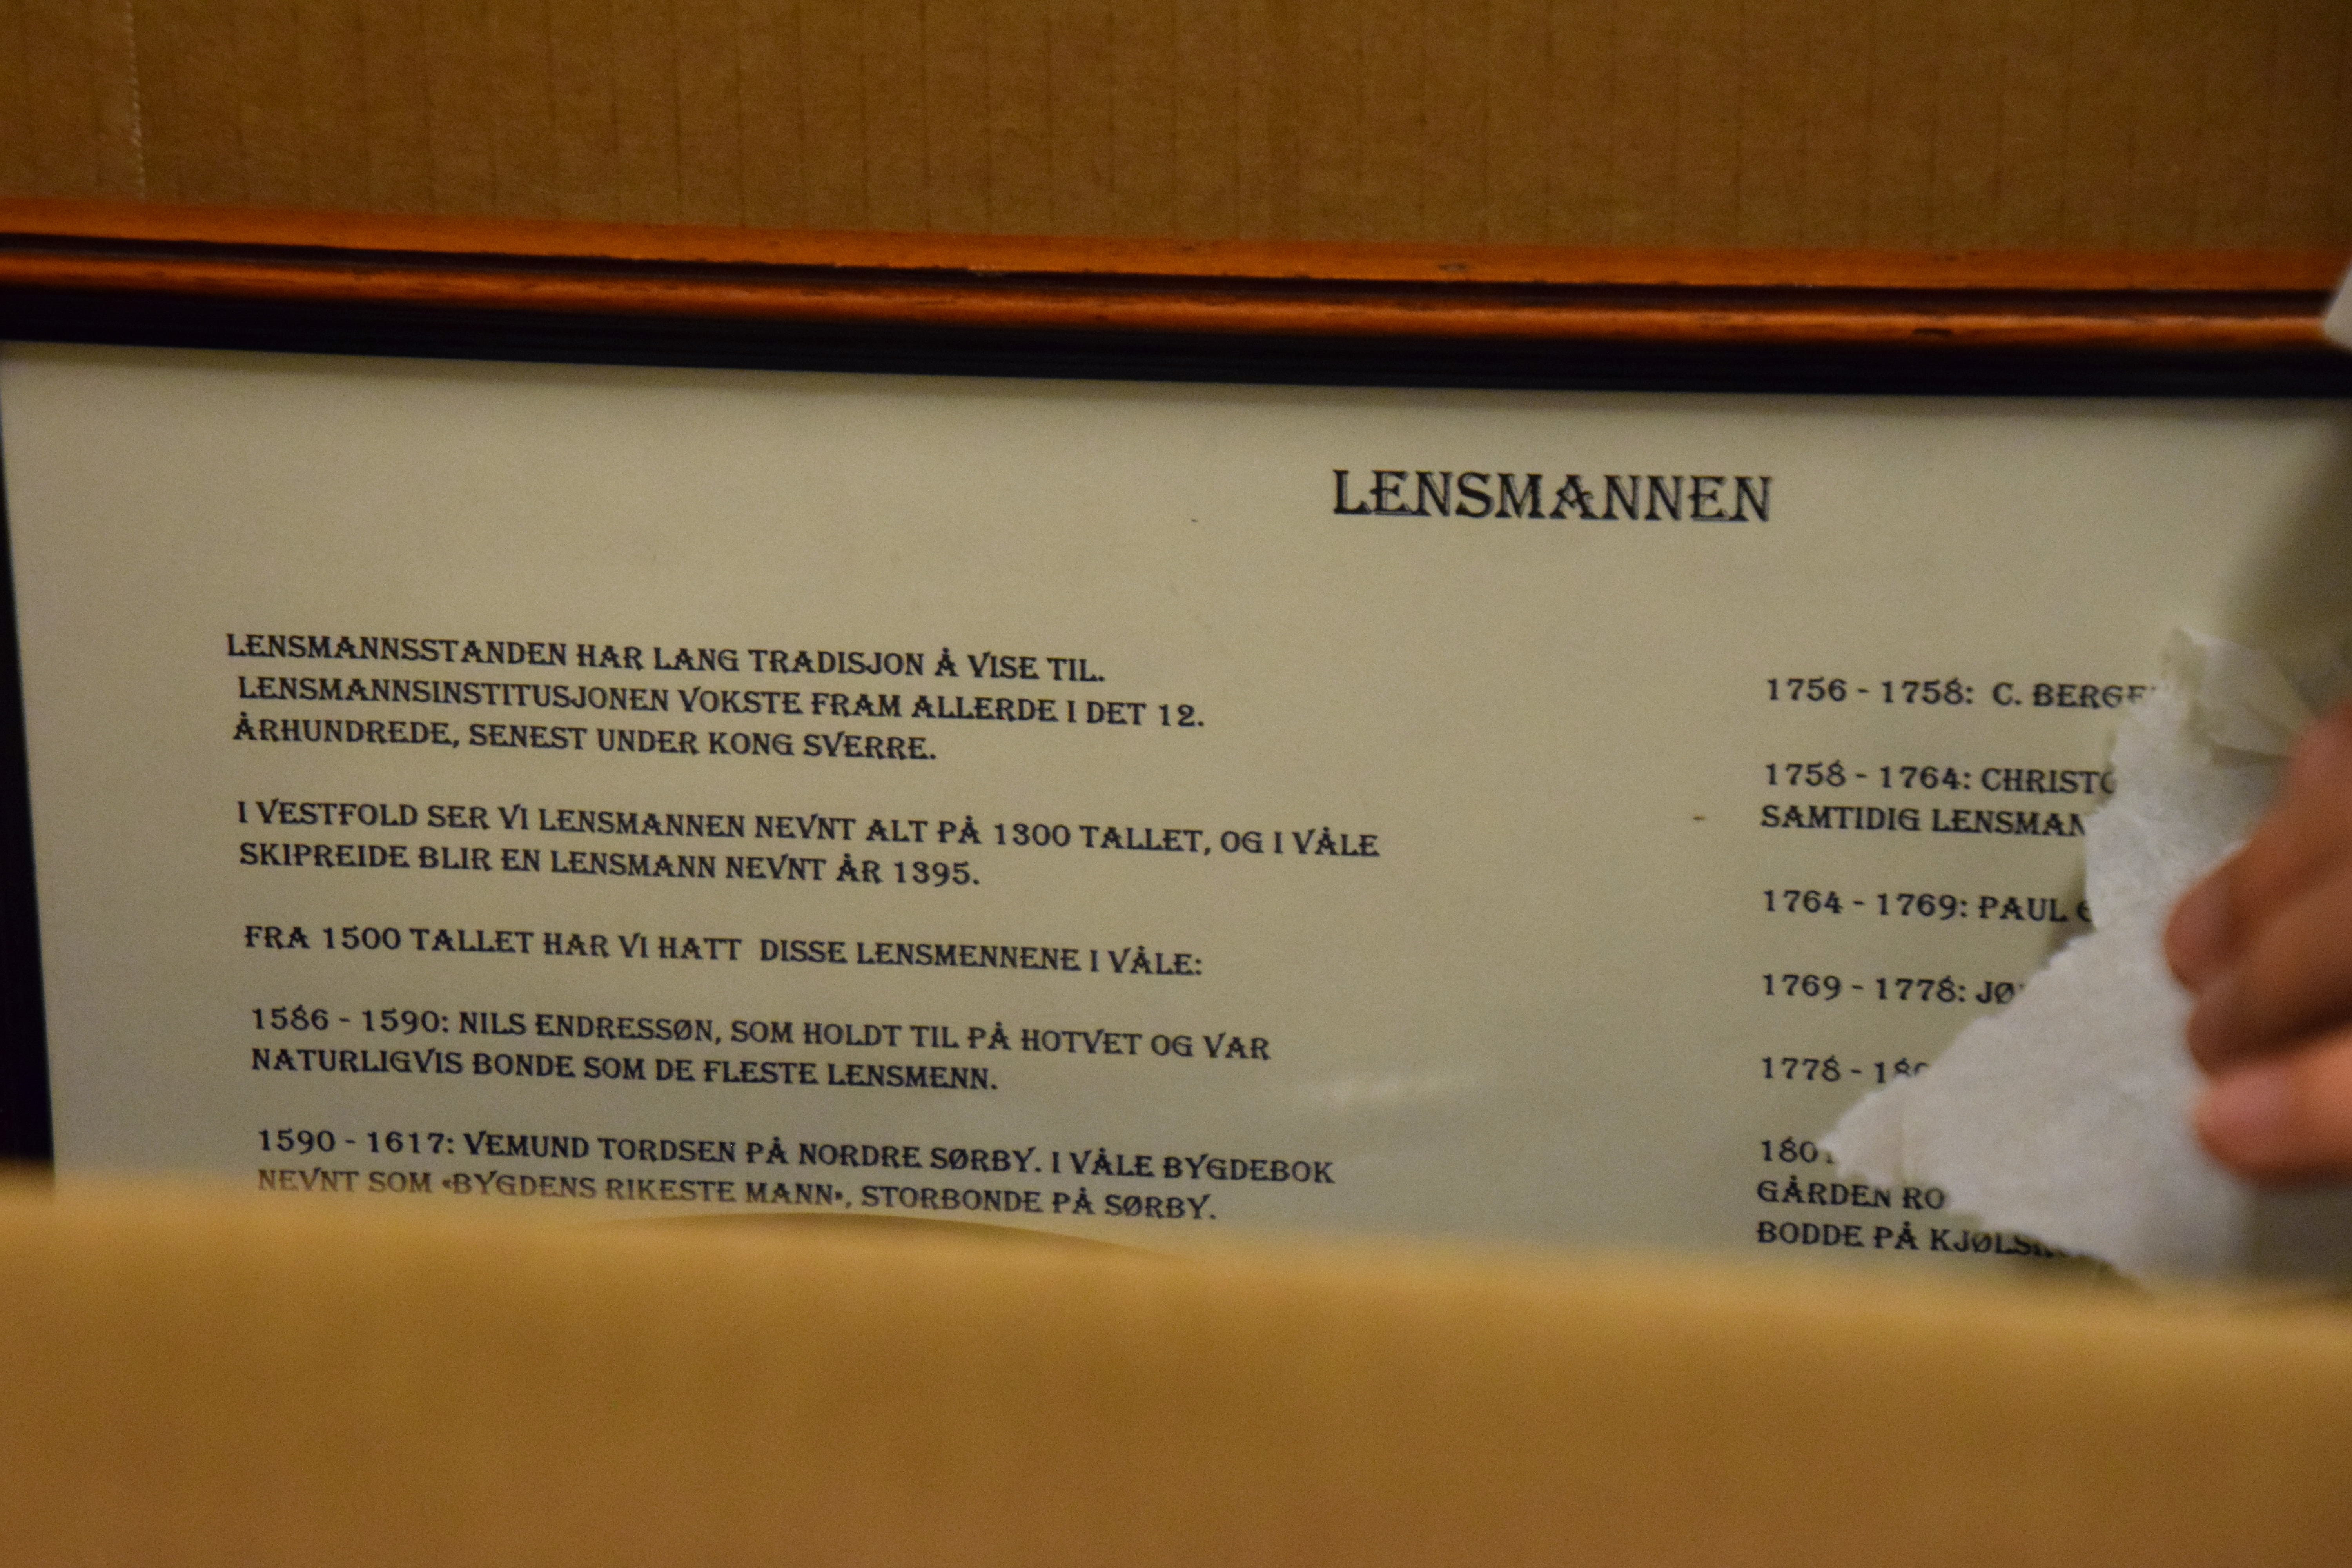 LENSMANNEN
LENSMANNSSTANDEN HAR LANG TRADISJON Å VISE TIL.
LENSMANNSINSTITUSJONEN VOKSTE FRAM ALLERDE I DET 12.
ÅRHUNDREDE, SENEST UNDER KONG SVERRE.
I VESTFOLD SER VI LENSMANNEN NEVNT ALT PÅ 1300 TALLET, OG I VÅLE
SKIPREIDE BLIR EN LENSMANN NEVNT ÅR 1395.
FRA 1500 TALLET HAR VI HATT DISSE LENSMENNENE I VÅLE:
1586 - 1590: NILS ENDRESSØN, SOM HOLDT TIL PÅ HOTVET OG VAR
NATURLIGVIS BONDE SOM DE FLESTE LENSMENN.
1590 - 1617: VEMUND TORDSEN PÅ NORDRE SØRBY. I VÅLE BYGDEBOK
NEVNT SOM «BYGDENS RIKESTE MANN», STORBONDE PÅ SØRBY.
1756 - 1758: C.
1758 - 1764:
SAMTIDIG
1764 - 1769: PAUL
1769 - 1778:
1778 -
GÅRDEN
BODDE PÅ